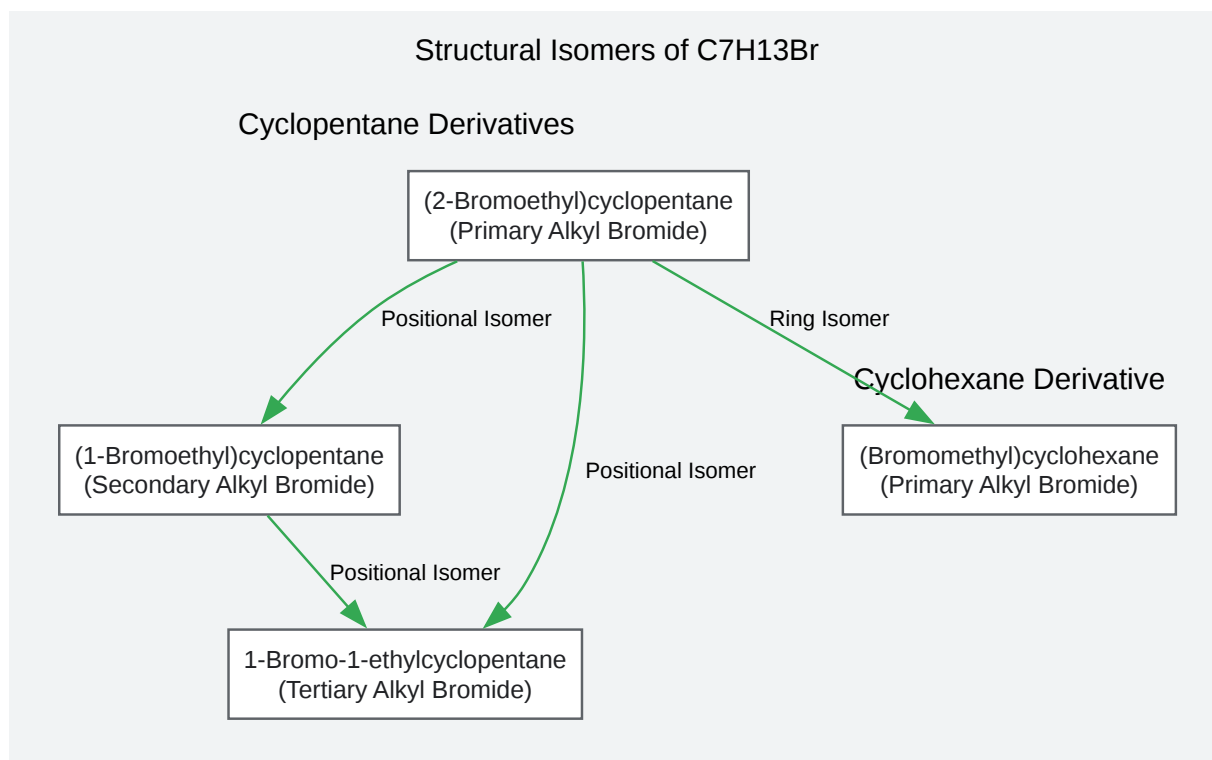 Structural Isomers of C7H13Br
Cyclopentane Derivatives
(2-Bromoethyl)cyclopentane
(Primary Alkyl Bromide)
Positional Isomer
Ring Isomer
Cyclohexane Derivative
(1-Bromoethyl)cyclopentane
(Secondary Alkyl Bromide)
Positional Isomer
(Bromomethyl)cyclohexane
(Primary Alkyl Bromide)
Positional Isomer
1-Bromo-1-ethylcyclopentane
(Tertiary Alkyl Bromide)